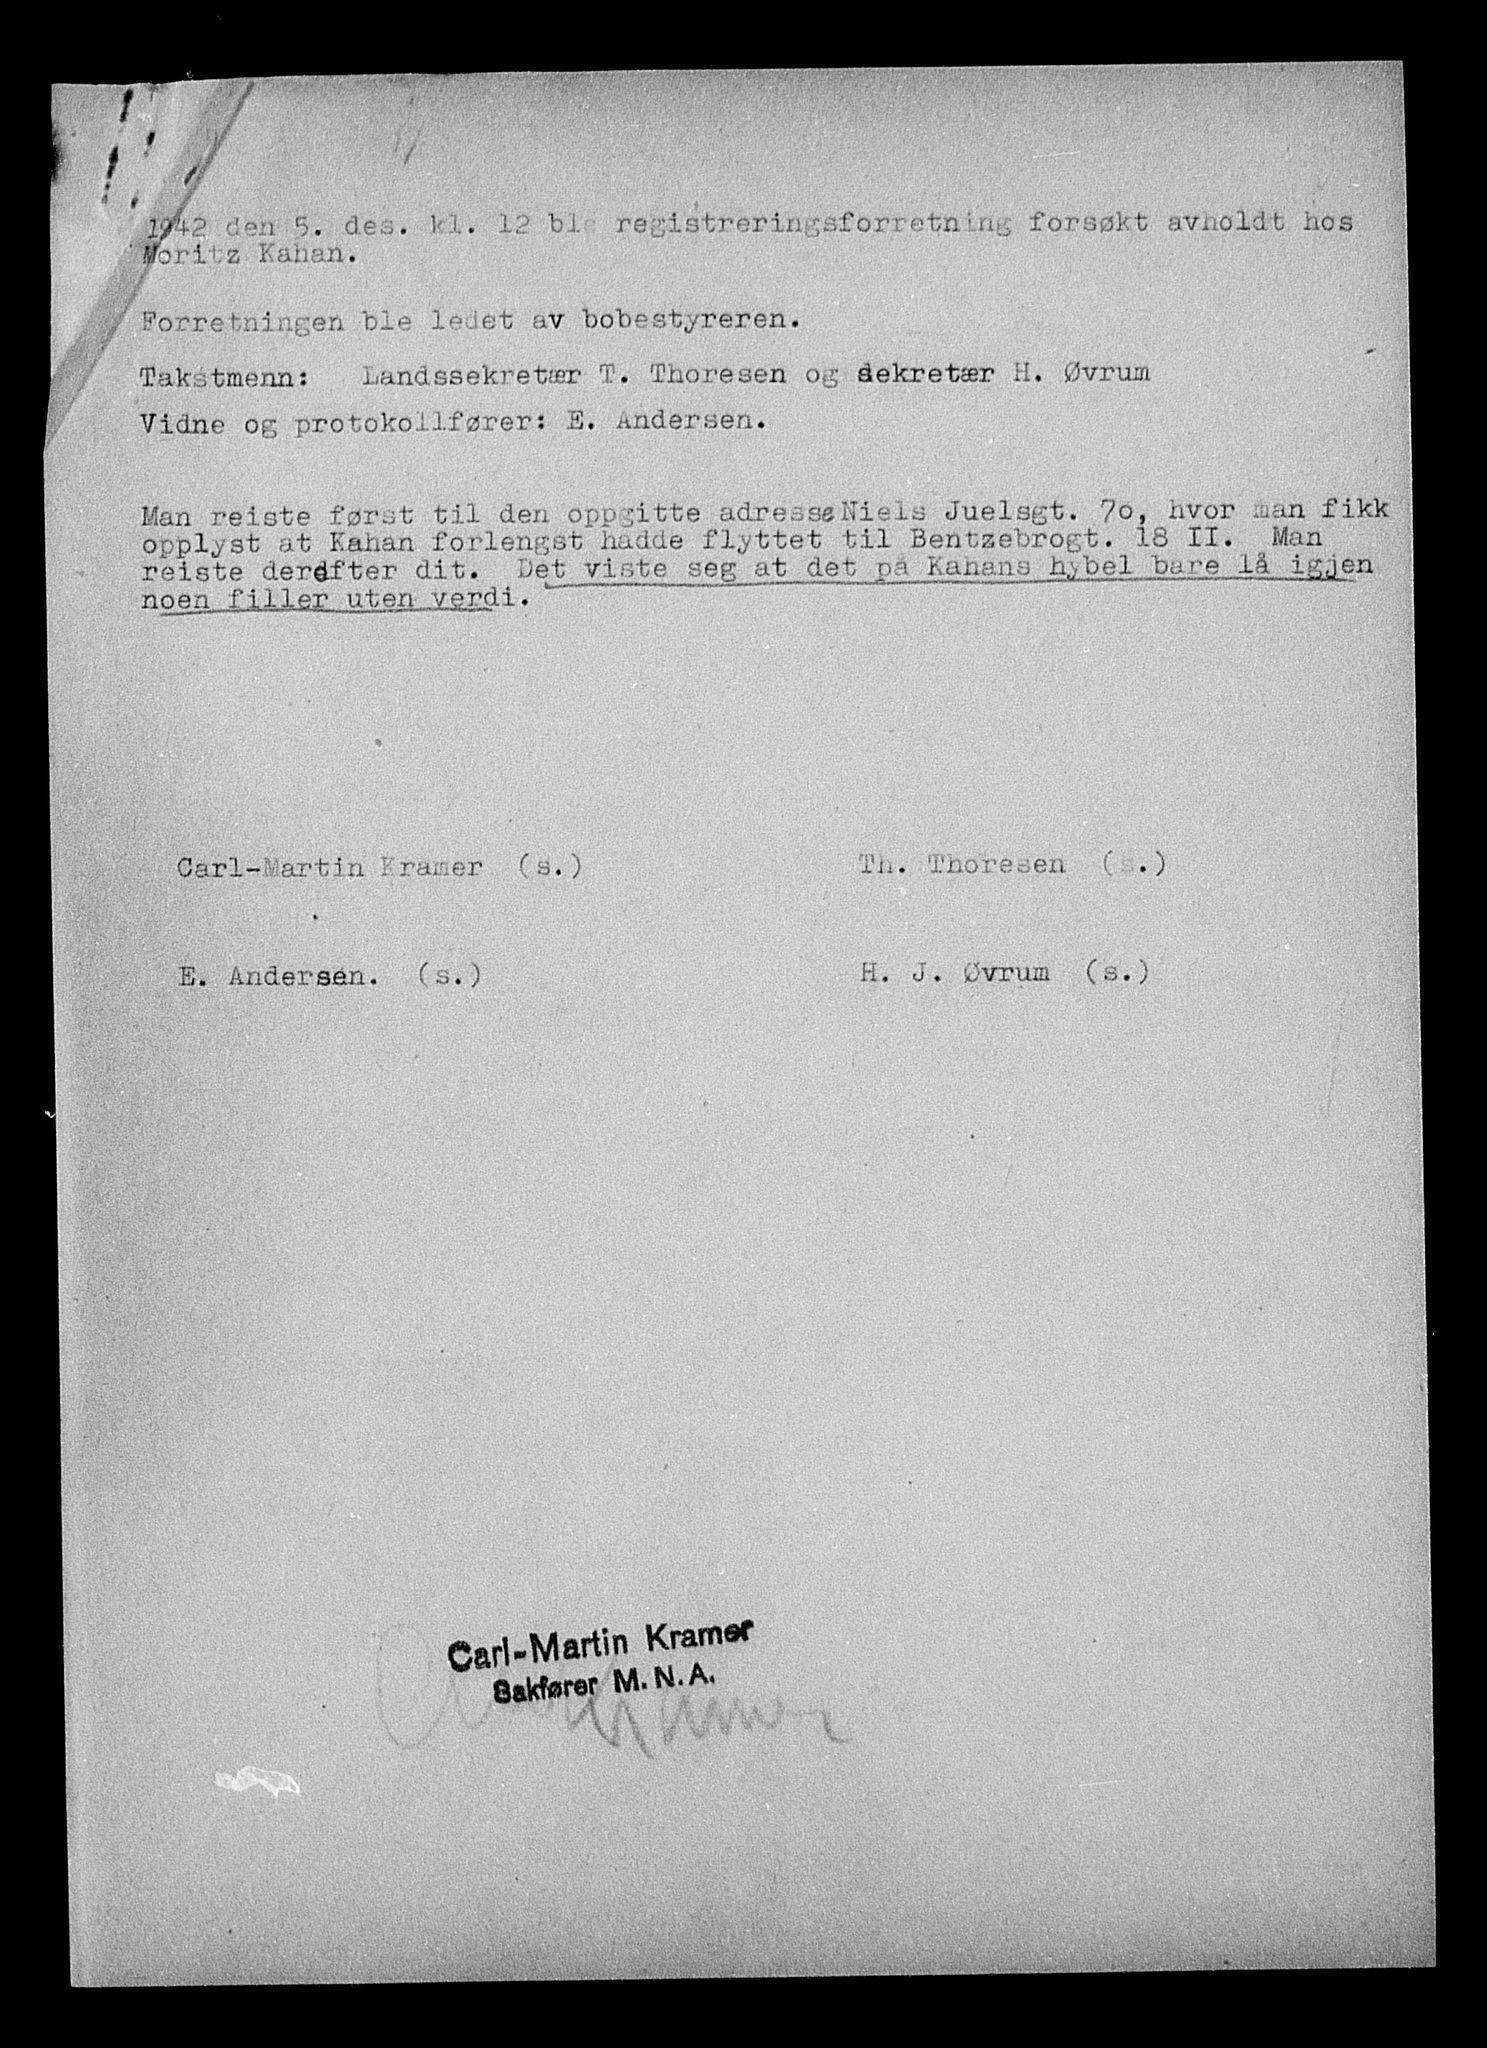 1942 den 5. des. kl. 12 ble registreringsforretning forsøkt avholdt hos
Moritz Kahan.
Forretningen ble ledet av bobestyreren.
Takstmenn: Landssekretær T. Thoresen og sekretær H. Øvrum
Vidne og protokollfører: E. Andersen.
Man reiste først til den oppgitte adresse Niels Juelsgt. 7o, hvor man fikk
opplyst at Kahan forlengst hadde flyttet til Bentzebrogt. 18 II. Man
reiste derefter dit. Det viste seg at det på Kahans hybel bare lå igjen
noen filler uten verdi.
Carl-Martin Kramer (s.) Th. Thoresen (s.)
E. Andersen. (s.) H. J. Øvrum (s.)
Carl-Martin Kramer
Sakfører M.N.A.